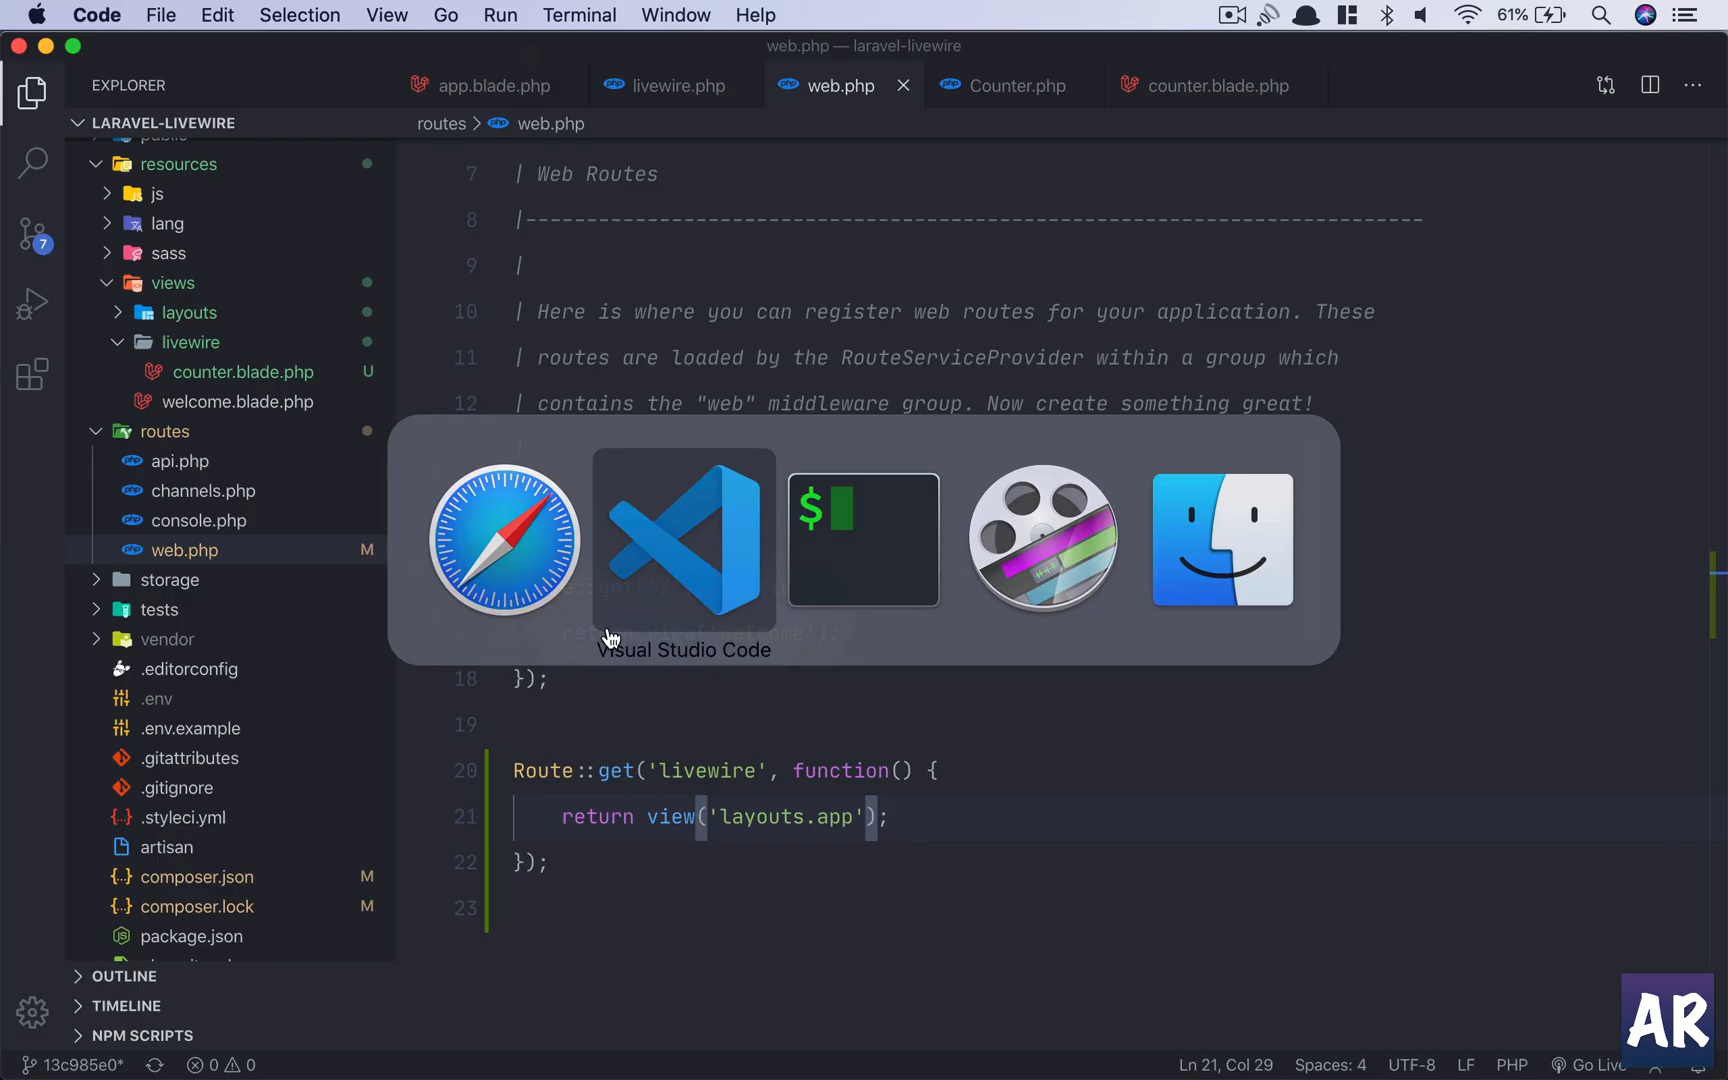 Code File Edit Selection View Go Run Terminal Window Help 61%
web.php — laravel-livewire
EXPLORER
app.blade.php livewire.php web.php Counter.php counter.blade.php
LARAVEL-LIVEWIRE
routes > web.php
public
resources
js
lang
sass
views
layouts
livewire
counter.blade.php U
welcome.blade.php
routes
api.php
channels.php
console.php
web.php M
storage
tests
vendor
.editorconfig
.env
.env.example
.gitattributes
.gitignore
.styleci.yml
artisan
composer.json M
composer.lock M
package.json
OUTLINE
TIMELINE
NPM SCRIPTS
7
7 | Web Routes
8 |--------------------------------------------------------------------------
9 |
10 | Here is where you can register web routes for your application. These
11 | routes are loaded by the RouteServiceProvider within a group which
12 | contains the "web" middleware group. Now create something great!
$
return view('welcome');
Visual Studio Code
18 });
19
20 Route::get('livewire', function() {
21 return view('layouts.app');
22 });
23
AR
13c985e0* 0 0 Ln 21, Col 29 Spaces: 4 UTF-8 LF PHP Go Live